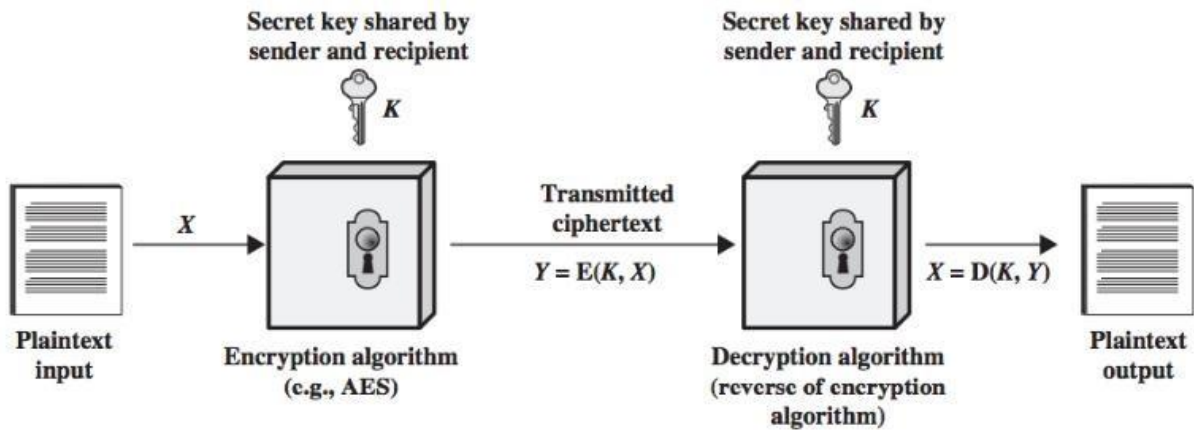 Secret key shared by
sender and recipient
K
Secret key shared by
sender and recipient
K
X
Transmitted
ciphertext
Y = E(K, X)
X = D(K, Y)
Plaintext
input
Encryption algorithm
(e.g., AES)
Decryption algorithm
(reverse of encryption
algorithm)
Plaintext
output